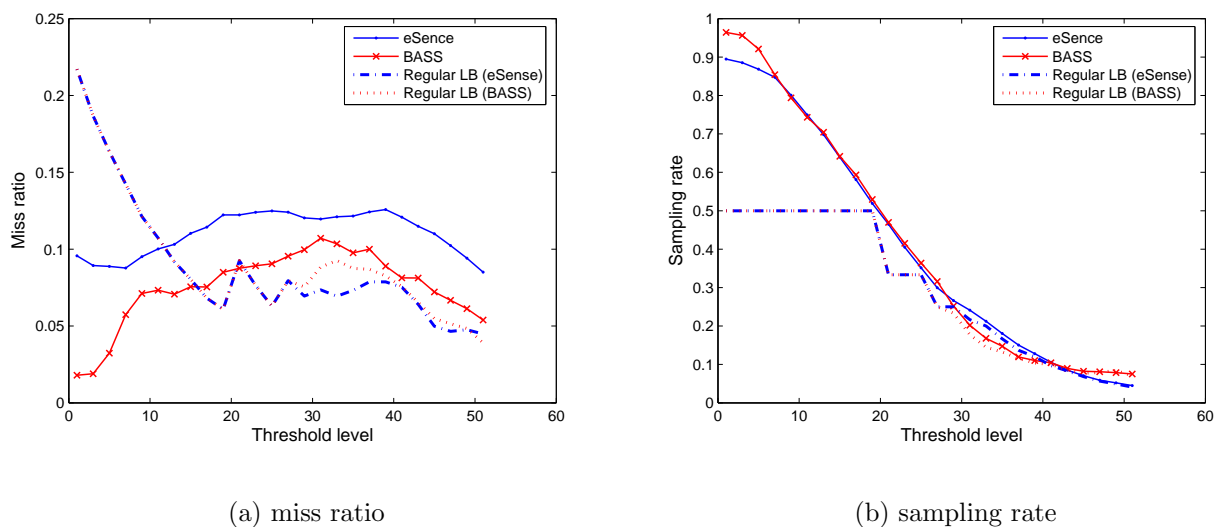 0.25
0.2
0.15
0.1
0.05
0
0 10 20 30 40 50 60
Miss ratio
Threshold level
eSence
BASS
Regular LB (eSense)
Regular LB (BASS)
(a) miss ratio
1
0.9
0.8
0.7
0.6
0.5
0.4
0.3
0.2
0.1
0
0 10 20 30 40 50 60
Sampling rate
Threshold level
eSence
BASS
Regular LB (eSense)
Regular LB (BASS)
(b) sampling rate